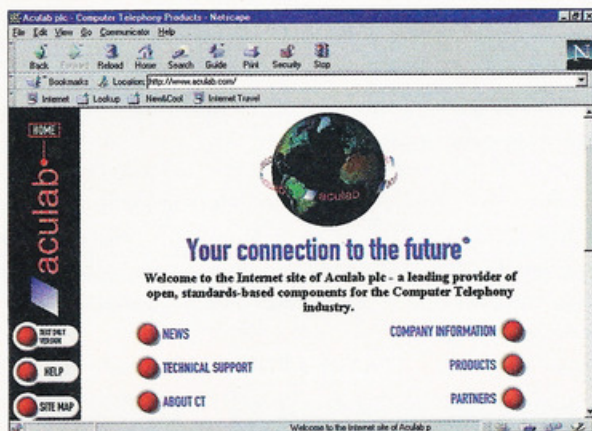 Aculab plc - Computer Telephony Products - Netscape
File Edit View Go Communicator Help
Back Forward Reload Home Search Guide Print Security Stop
N
Bookmarks Location: http://www.aculab.com/
Internet Lookup New&Cool Internet Travel
HOME
aculab
aculab
Your connection to the future
Welcome to the Internet site of Aculab plc - a leading provider of
open, standards-based components for the Computer Telephony
industry.
TEXT ONLY
VERSION
NEWS
COMPANY INFORMATION
HELP
TECHNICAL SUPPORT
PRODUCTS
SITE MAP
ABOUT CT
PARTNERS
Welcome to the Internet site of Aculab p